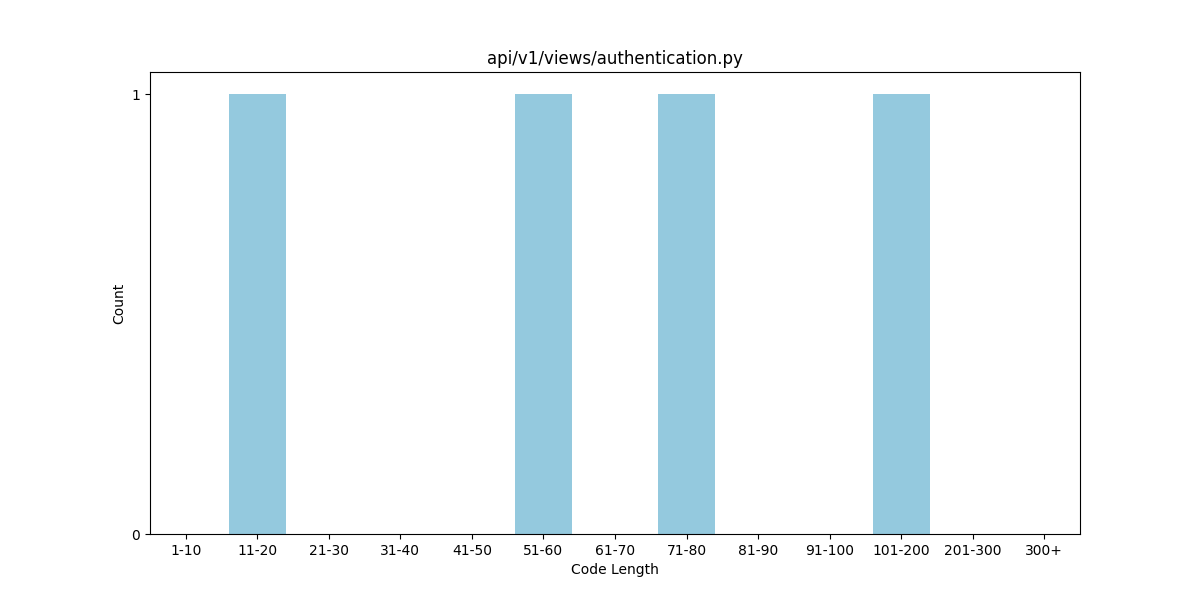 api/v1/views/authentication.py
1
Count
0
1-10 11-20 21-30 31-40 41-50 51-60 61-70 71-80 81-90 91-100 101-200 201-300 300+
Code Length